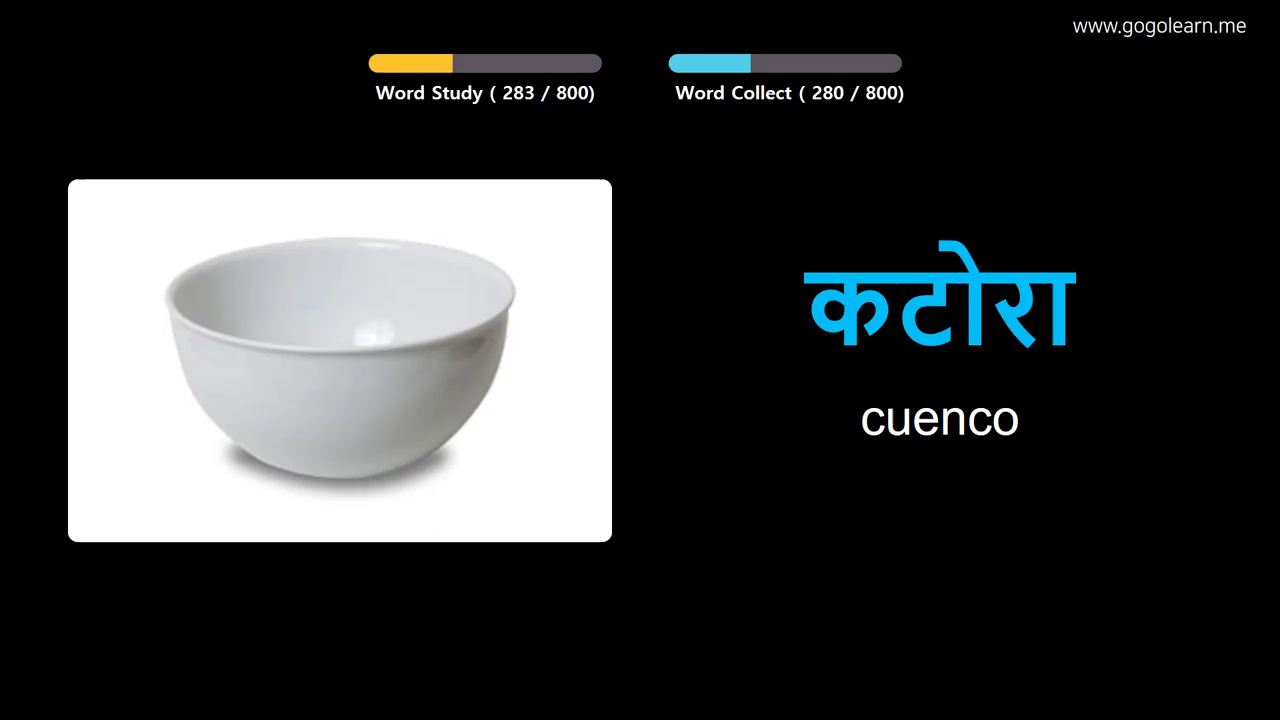 www.gogolearn.me
Word Study ( 283 / 800)
Word Collect ( 280 / 800)
कटोरा
cuenco